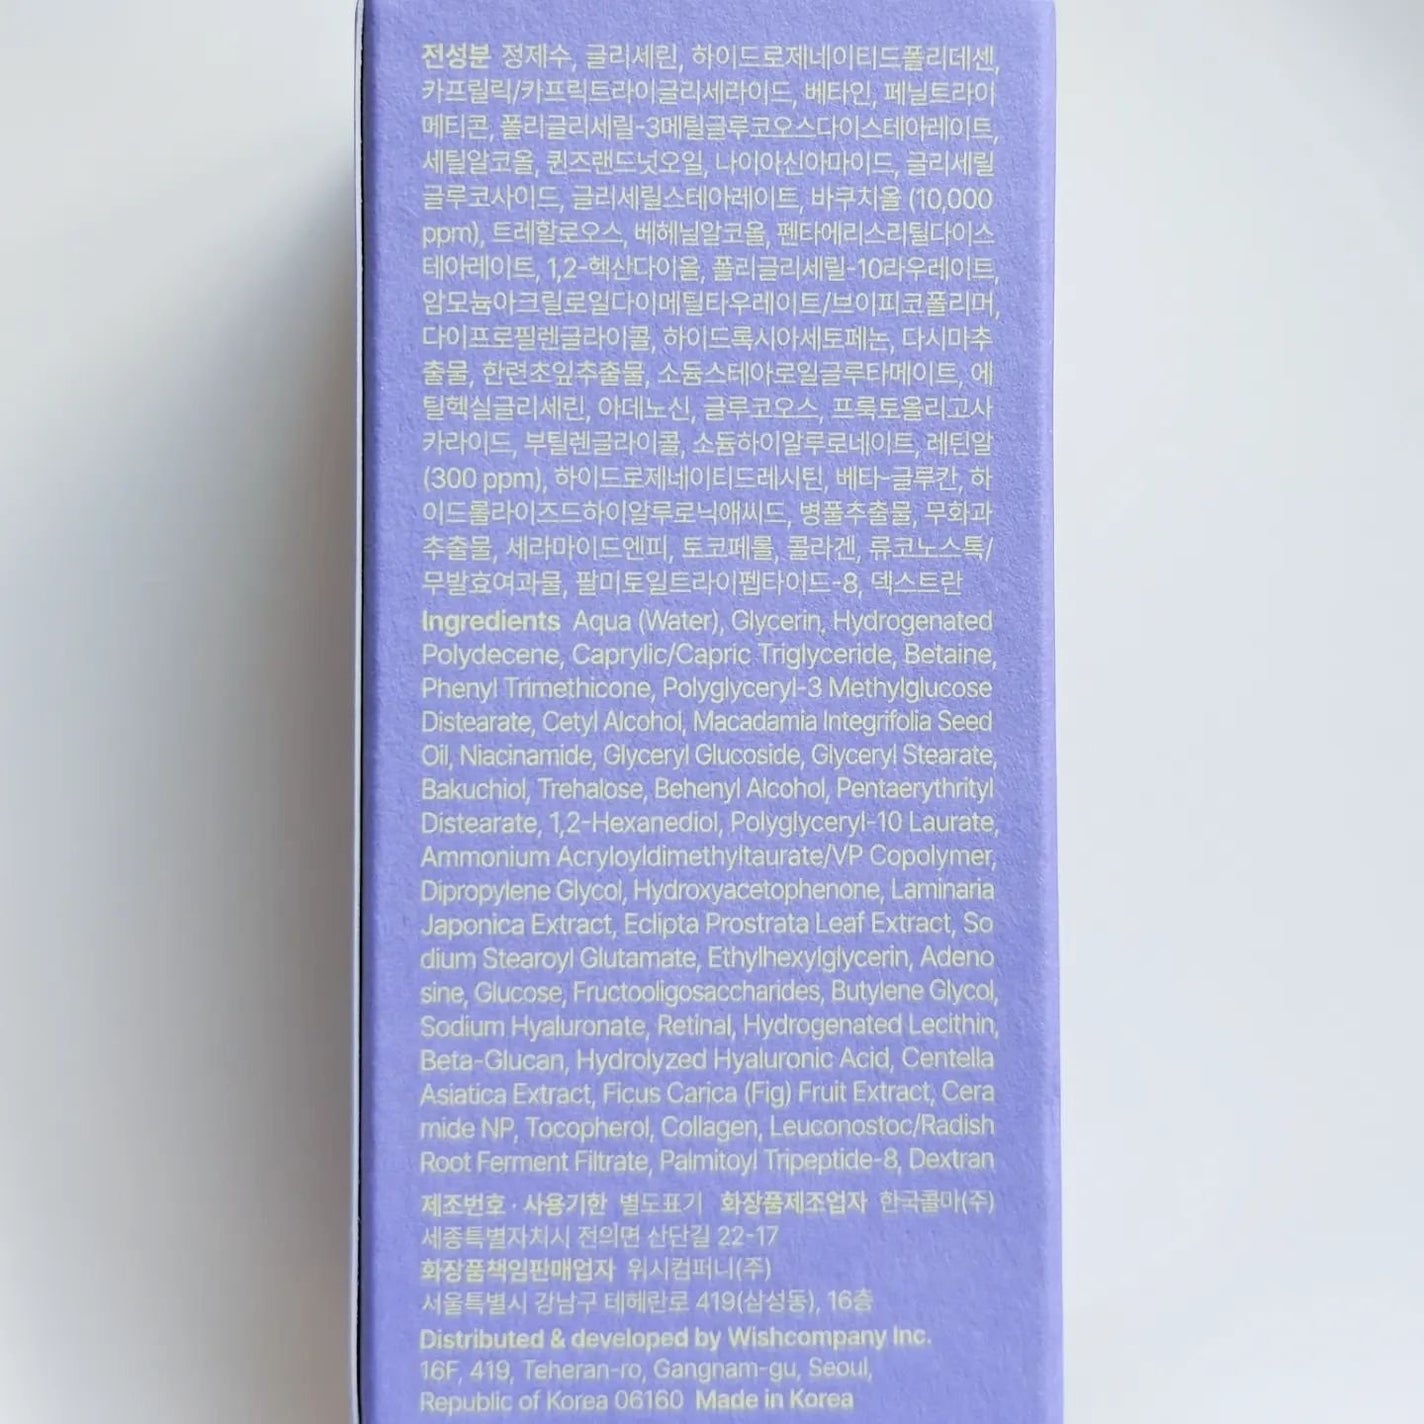 전성분 정제수, 글리세린, 하이드로제네이티드폴리데센,
카프릴릭/카프릭트라이글리세라이드, 베타인, 페닐트라이
메티콘, 폴리글리세릴-3메틸글루코오스다이스테아레이트,
세틸알코올, 퀸즈랜드넛오일, 나이아신아마이드, 글리세릴
글루코사이드, 글리세릴스테아레이트, 바쿠치올 (10,000
ppm), 트레할로오스, 베헤닐알코올, 펜타에리스리틸다이스
테아레이트, 1,2-헥산다이올, 폴리글리세릴-10라우레이트,
암모늄아크릴로일다이메틸타우레이트/브이피코폴리머,
다이프로필렌글라이콜, 하이드록시아세토페논, 다시마추
출물, 한련초잎추출물, 소듐스테아로일글루타메이트, 에
틸헥실글리세린, 아데노신, 글루코오스, 프룩토올리고사
카라이드, 부틸렌글라이콜, 소듐하이알루로네이트, 레틴알
(300 ppm), 하이드로제네이티드레시틴, 베타-글루칸, 하
이드롤라이즈드하이알루로닉애씨드, 병풀추출물, 무화과
추출물, 세라마이드엔피, 토코페롤, 콜라겐, 류코노스톡/
무발효여과물, 팔미토일트라이펩타이드-8, 덱스트란
Ingredients Aqua (Water), Glycerin, Hydrogenated
Polydecene, Caprylic/Capric Triglyceride, Betaine,
Phenyl Trimethicone, Polyglyceryl-3 Methylglucose
Distearate, Cetyl Alcohol, Macadamia Integrifolia Seed
Oil, Niacinamide, Glyceryl Glucoside, Glyceryl Stearate,
Bakuchiol, Trehalose, Behenyl Alcohol, Pentaerythrityl
Distearate, 1,2-Hexanediol, Polyglyceryl-10 Laurate,
Ammonium Acryloyldimethyltaurate/VP Copolymer,
Dipropylene Glycol, Hydroxyacetophenone, Laminaria
Japonica Extract, Eclipta Prostrata Leaf Extract, So
dium Stearoyl Glutamate, Ethylhexylglycerin, Adeno
sine, Glucose, Fructooligosaccharides, Butylene Glycol,
Sodium Hyaluronate, Retinal, Hydrogenated Lecithin,
Beta-Glucan, Hydrolyzed Hyaluronic Acid, Centella
Asiatica Extract, Ficus Carica (Fig) Fruit Extract, Cera
mide NP, Tocopherol, Collagen, Leuconostoc/Radish
Root Ferment Filtrate, Palmitoyl Tripeptide-8, Dextran
제조번호 · 사용기한 별도표기 화장품제조업자 한국콜마(주)
세종특별자치시 전의면 산단길 22-17
화장품책임판매업자 위시컴퍼니(주)
서울특별시 강남구 테헤란로 419(삼성동), 16층
Distributed & developed by Wishcompany Inc.
16F, 419, Teheran-ro, Gangnam-gu, Seoul,
Republic of Korea 06160 Made in Korea